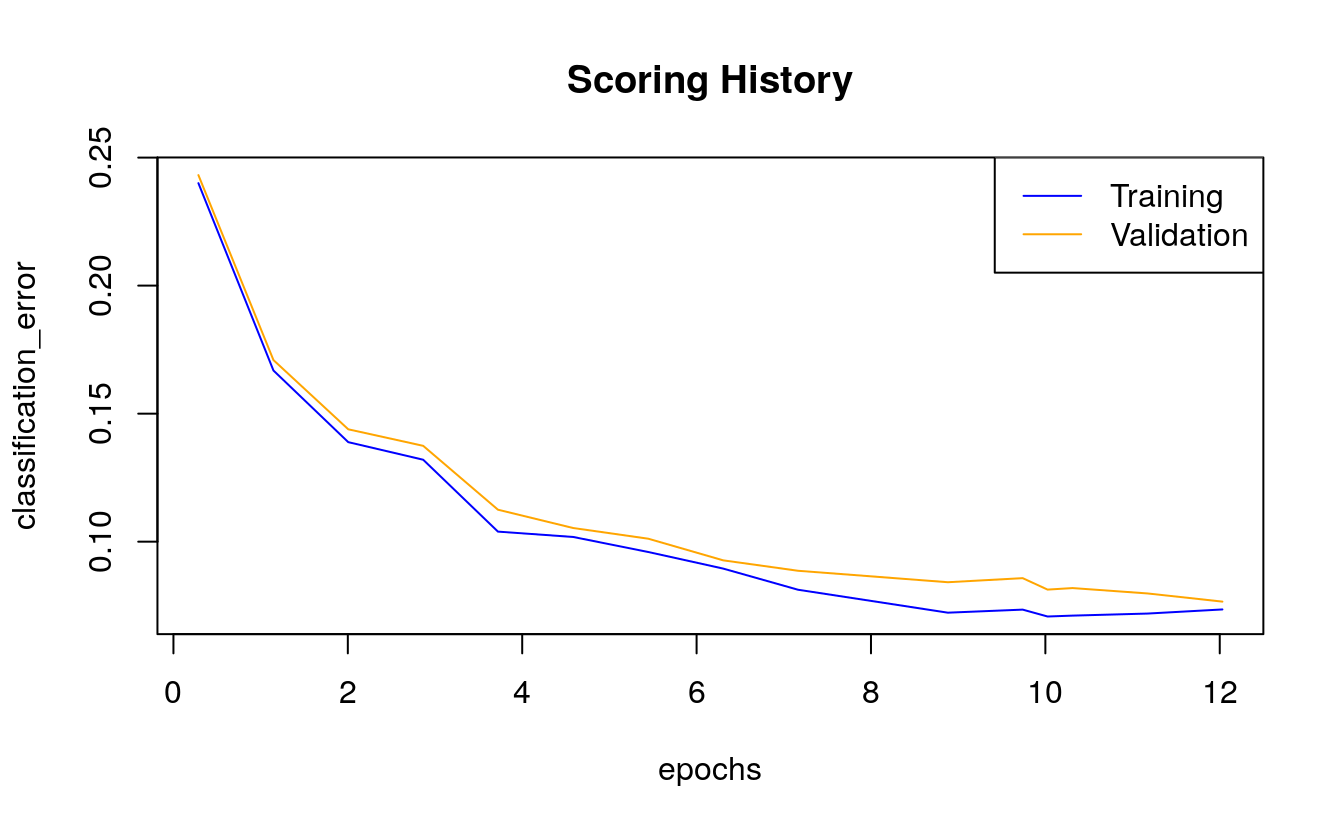 Scoring History
classification_error
0.25
0.20
0.15
0.10
Training
Validation
0 2 4 6 8 10 12
epochs